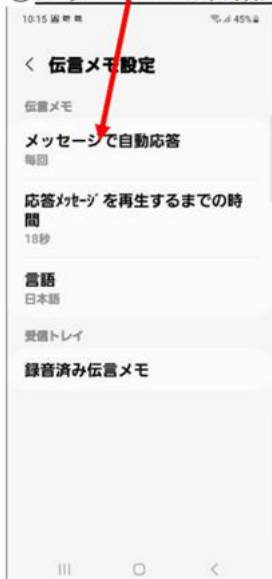 10:15
45%
< 伝言メモ設定
伝言メモ
メッセージで自動応答
毎回
応答ﾒｯｾｰｼﾞを再生するまでの時
間
18秒
言語
日本語
受信トレイ
録音済み伝言メモ